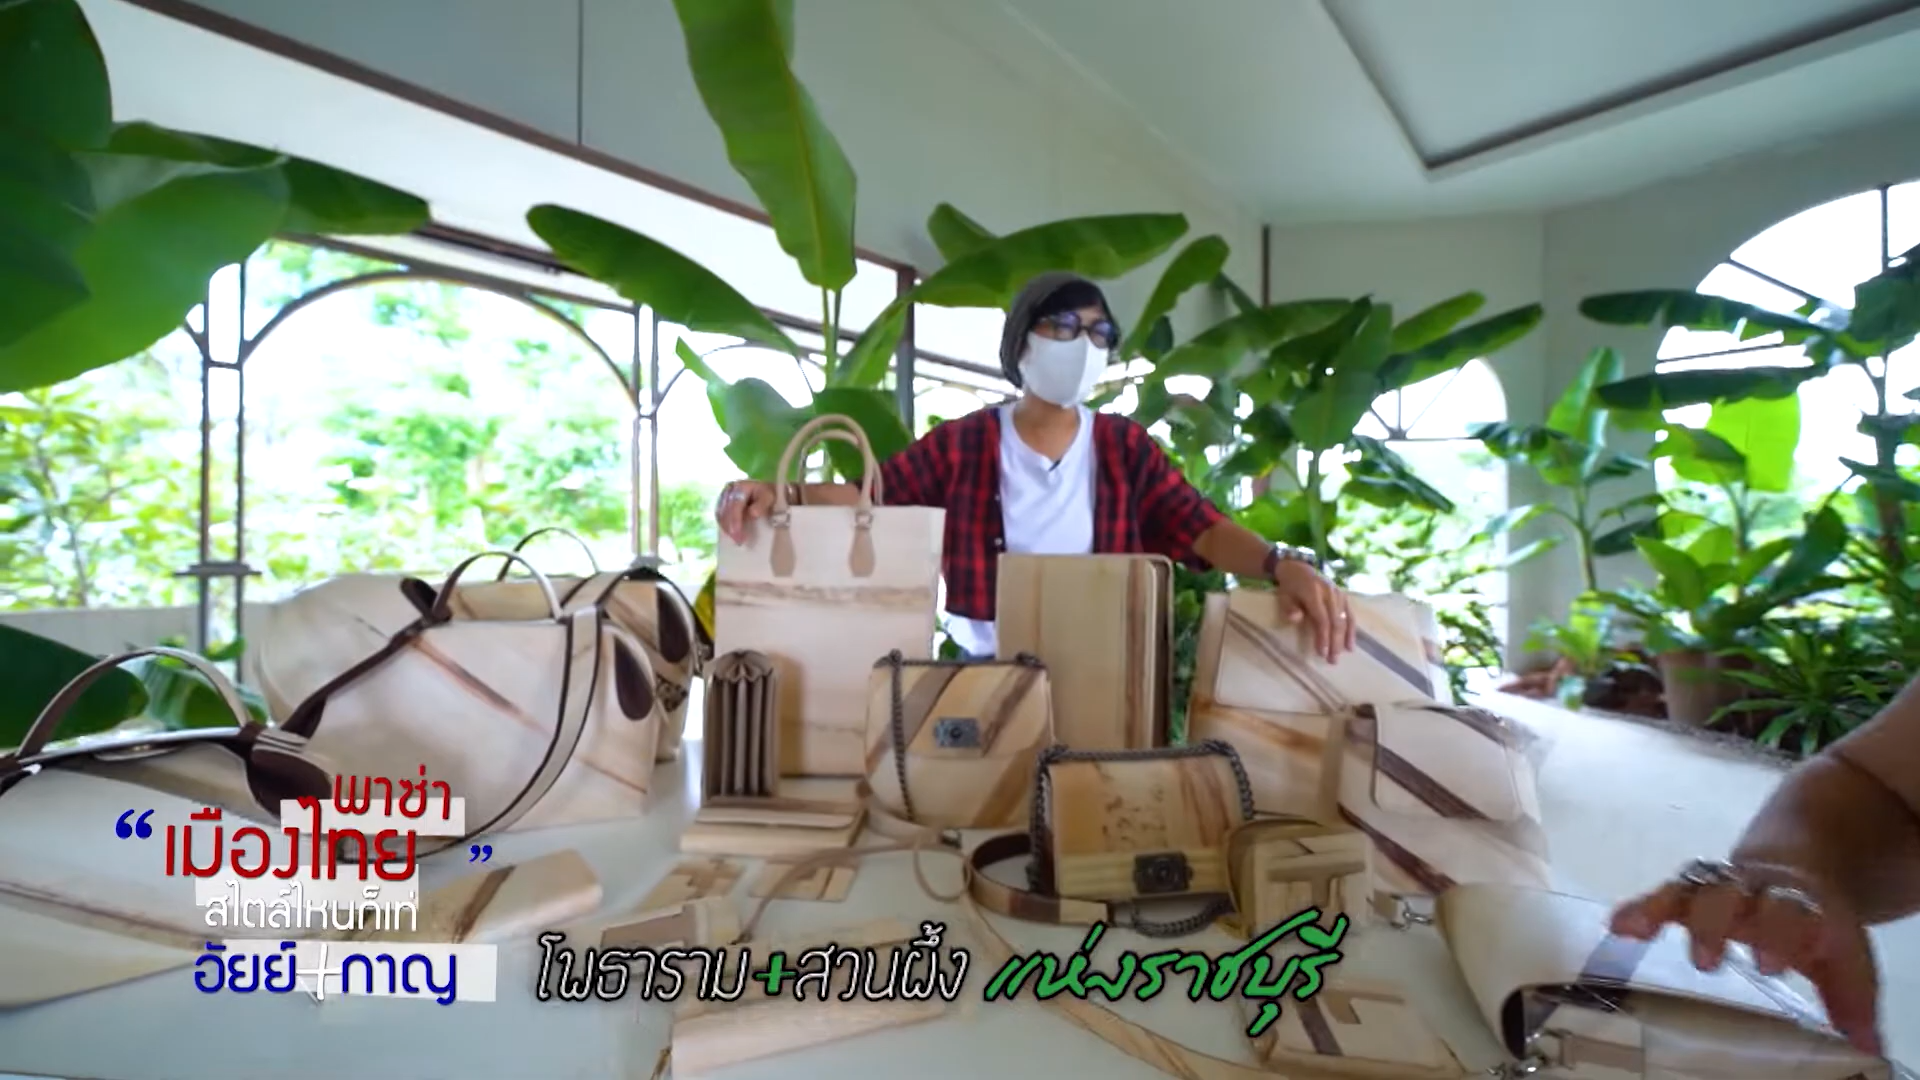 พาซ่า
“เมืองไทย”
สไตล์ไหนก็เท่
อัยย์+กาญ
โพธาราม+สวนผึ้ง แห่งราชบุรี